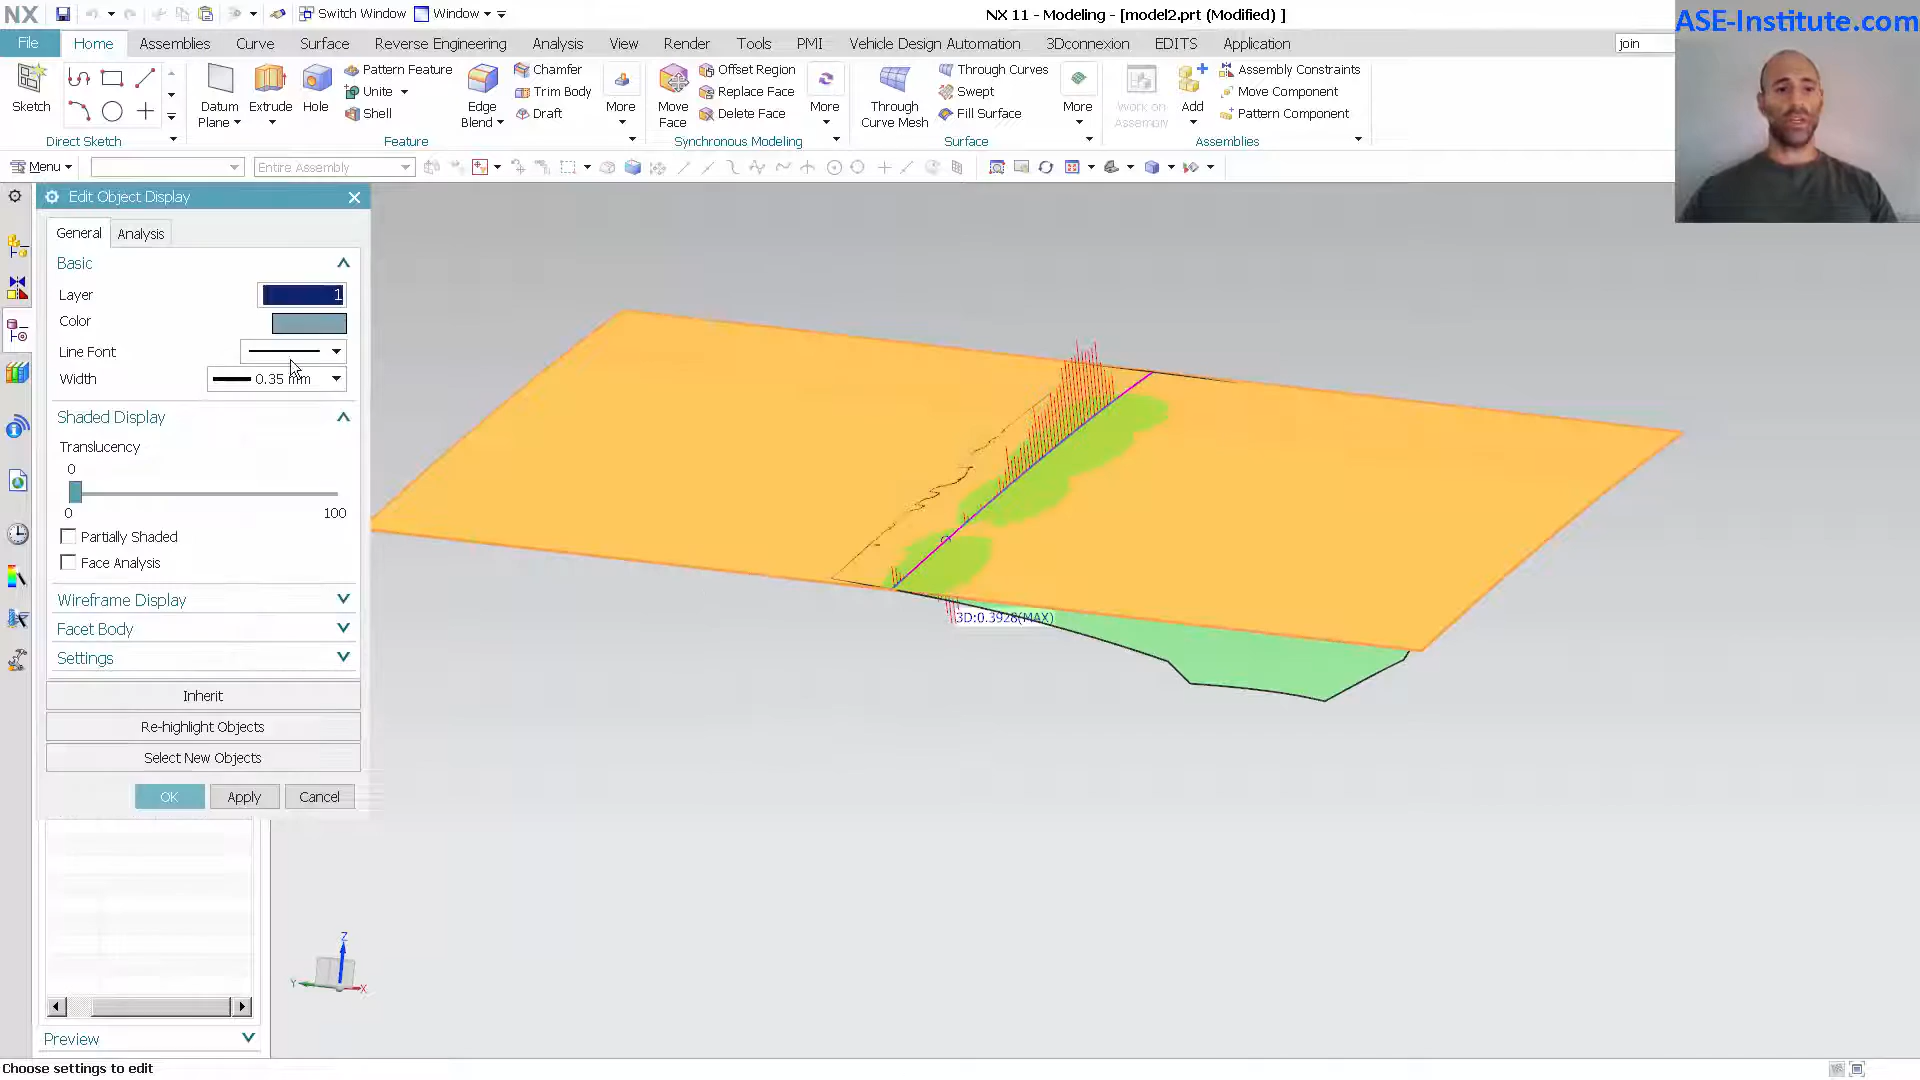 NX Switch Window Window NX 11 - Modeling - [model2.prt (Modified) ] ASE-Institute.com
File Home Assemblies Curve Surface Reverse Engineering Analysis View Render Tools PMI Vehicle Design Automation 3Dconnexion EDITS Application join
Sketch Datum Plane Extrude Hole Pattern Feature Unite Shell Edge Blend Chamfer Trim Body Draft More Move Face Offset Region Replace Face Delete Face More Through Curve Mesh Through Curves Swept Fill Surface More Work on Assembly Add Assembly Constraints Move Component Pattern Component
Direct Sketch Feature Synchronous Modeling Surface Assemblies
Menu Entire Assembly
Edit Object Display
General Analysis
Basic
Layer 1
Color
Line Font
Width 0.35 mm
Shaded Display
Translucency
0
0 100
Partially Shaded
Face Analysis
Wireframe Display
Facet Body
Settings
Inherit
Re-highlight Objects
Select New Objects
OK Apply Cancel
3D:0.3928(MAX)
Z
Y X
Preview
Choose settings to edit